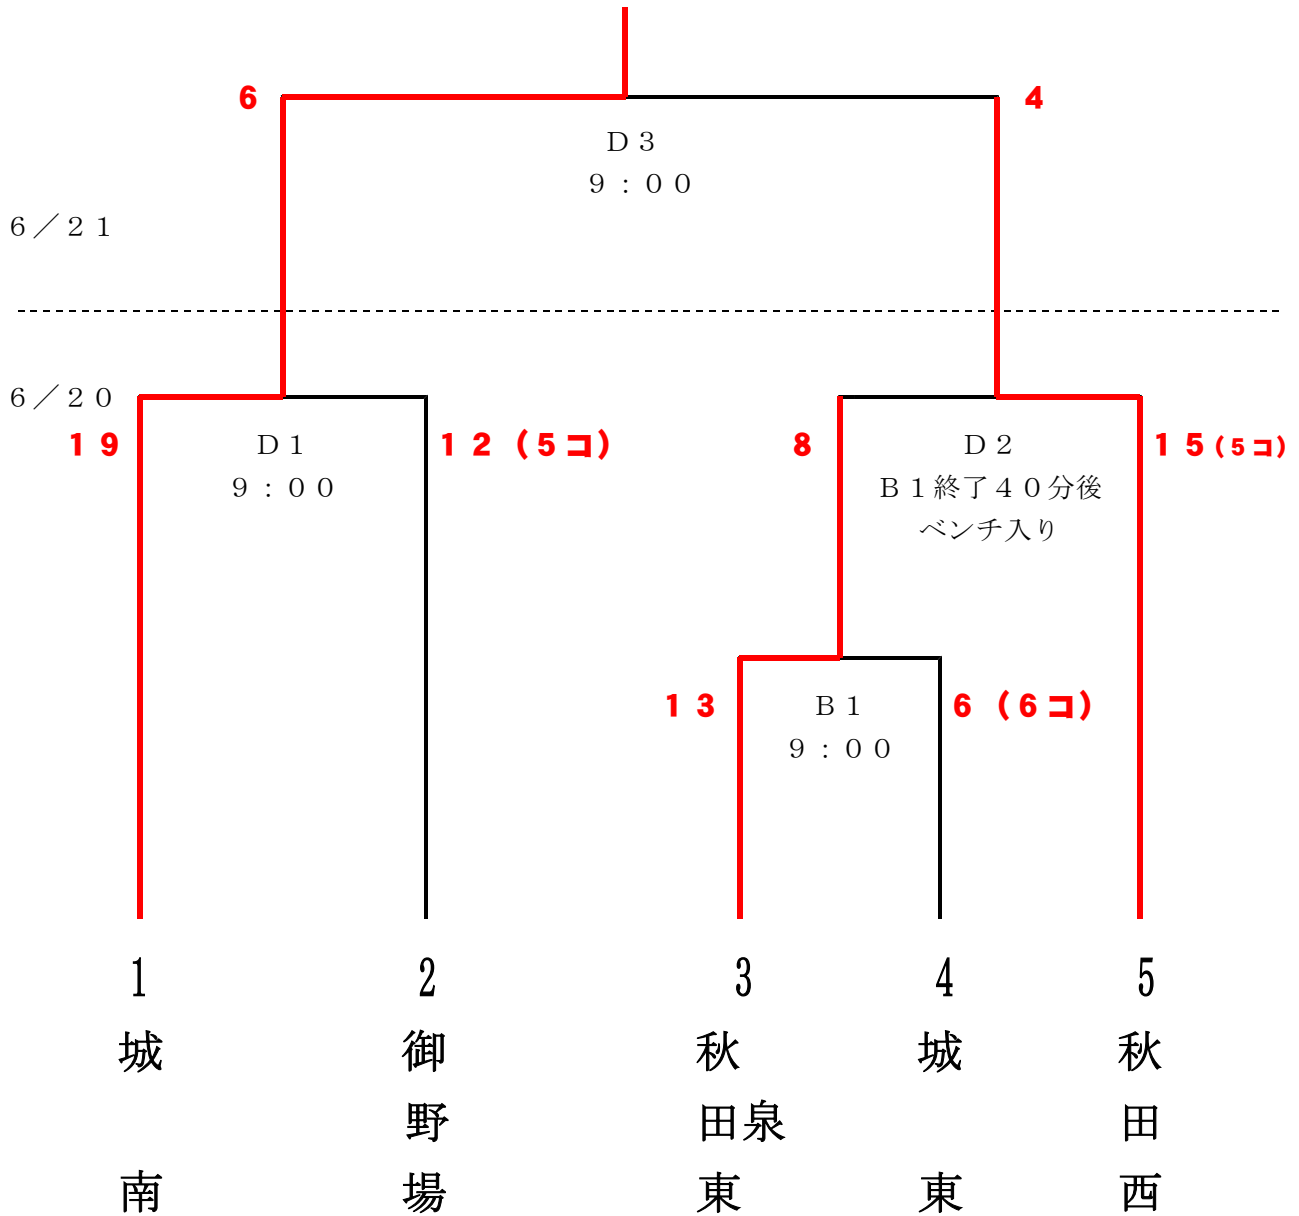 ６
４
Ｄ３
９：００
６／２１
６／２０
１９
Ｄ１
９：００
１２（５コ）
８
Ｄ２
Ｂ１終了４０分後
ベンチ入り
１５（５コ）
１３
Ｂ１
９：００
６（６コ）
1
2
3
4
5
城南
御野場
秋田東
泉
城東
秋田西